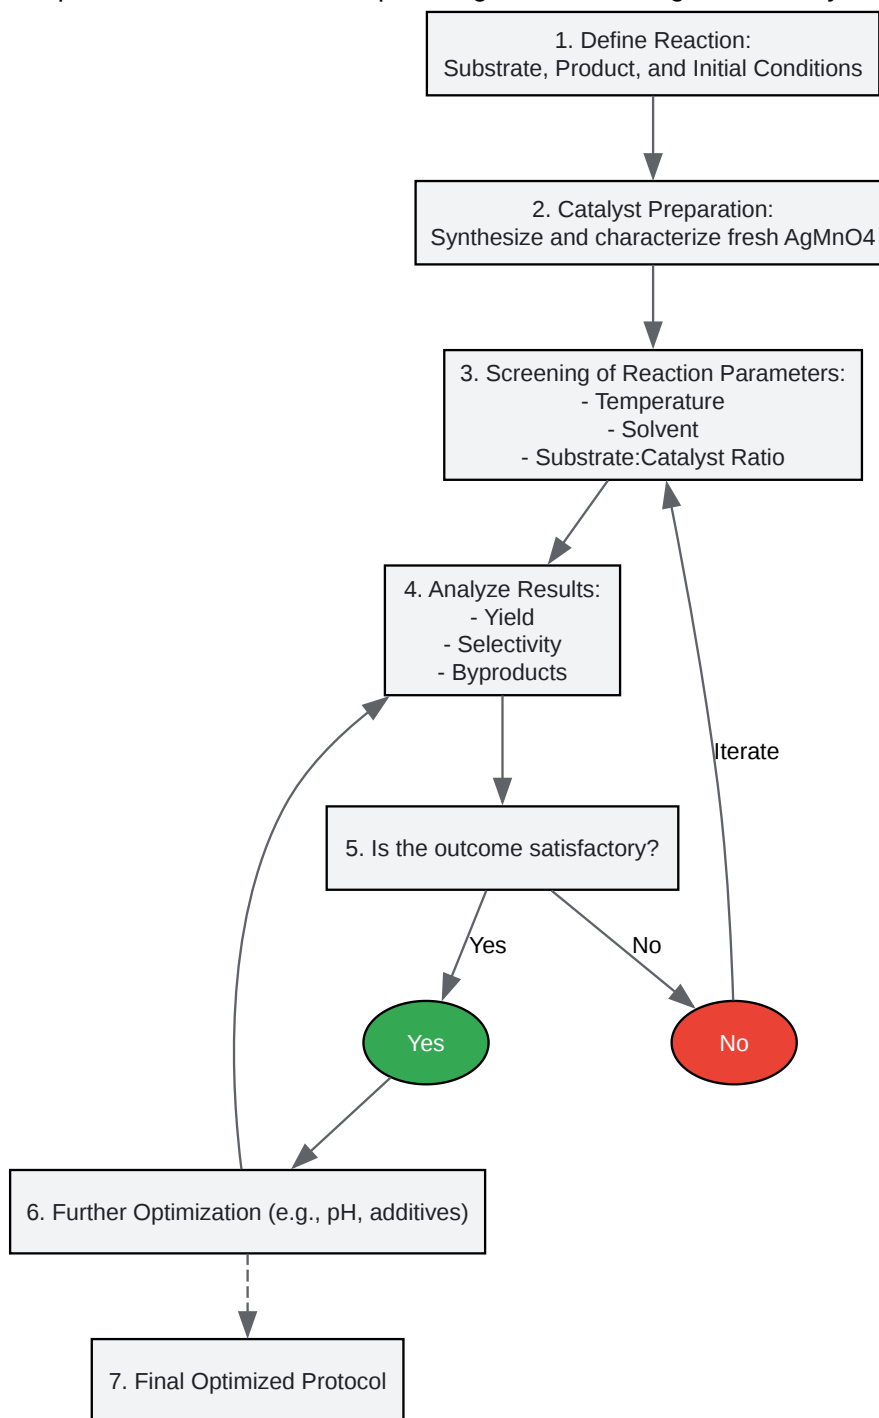 1. Define Reaction:
Substrate, Product, and Initial Conditions
2. Catalyst Preparation:
Synthesize and characterize fresh AgMnO4
3. Screening of Reaction Parameters:
- Temperature
- Solvent
- Substrate:Catalyst Ratio
4. Analyze Results:
- Yield
- Selectivity
- Byproducts
Iterate
5. Is the outcome satisfactory?
Yes
No
Yes
No
6. Further Optimization (e.g., pH, additives)
7. Final Optimized Protocol